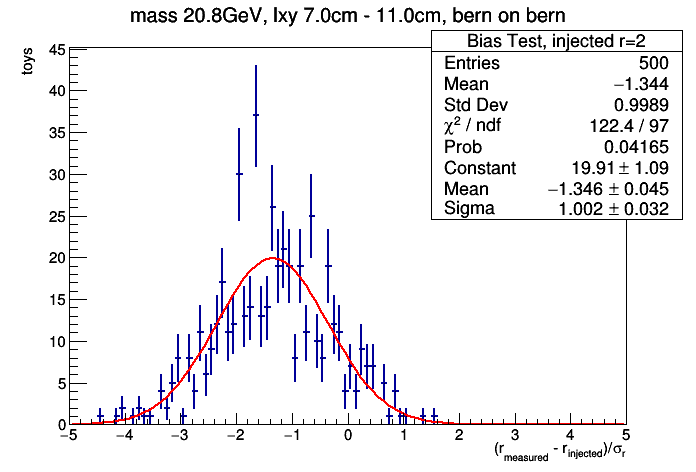 mass 20.8GeV, lxy 7.0cm - 11.0cm, bern on bern
Bias Test, injected r=2
Entries 500
Mean −1.344
Std Dev 0.9989
χ² / ndf 122.4 / 97
Prob 0.04165
Constant 19.91 ± 1.09
Mean −1.346 ± 0.045
Sigma 1.002 ± 0.032
toys
45
40
35
30
25
20
15
10
5
0
−5 −4 −3 −2 −1 0 1 2 3 4 5
(r_measured - r_injected)/σ_r